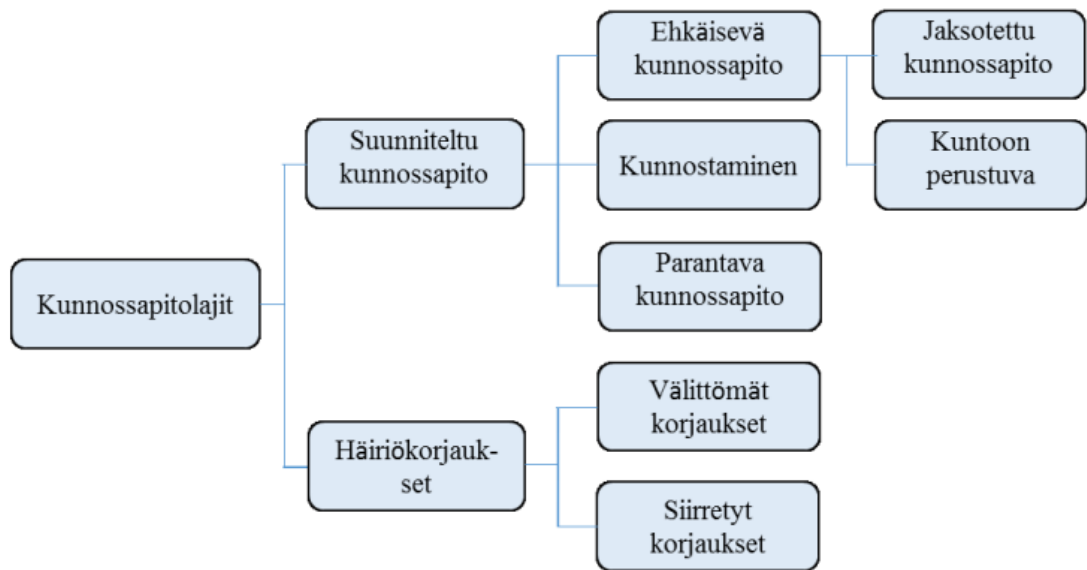 Kunnossapitolajit
Suunniteltu
kunnossapito
Ehkäisevä
kunnossapito
Jaksotettu
kunnossapito
Kuntoon
perustuva
Kunnostaminen
Parantava
kunnossapito
Häiriökorjauk-
set
Välittömät
korjaukset
Siirretyt
korjaukset